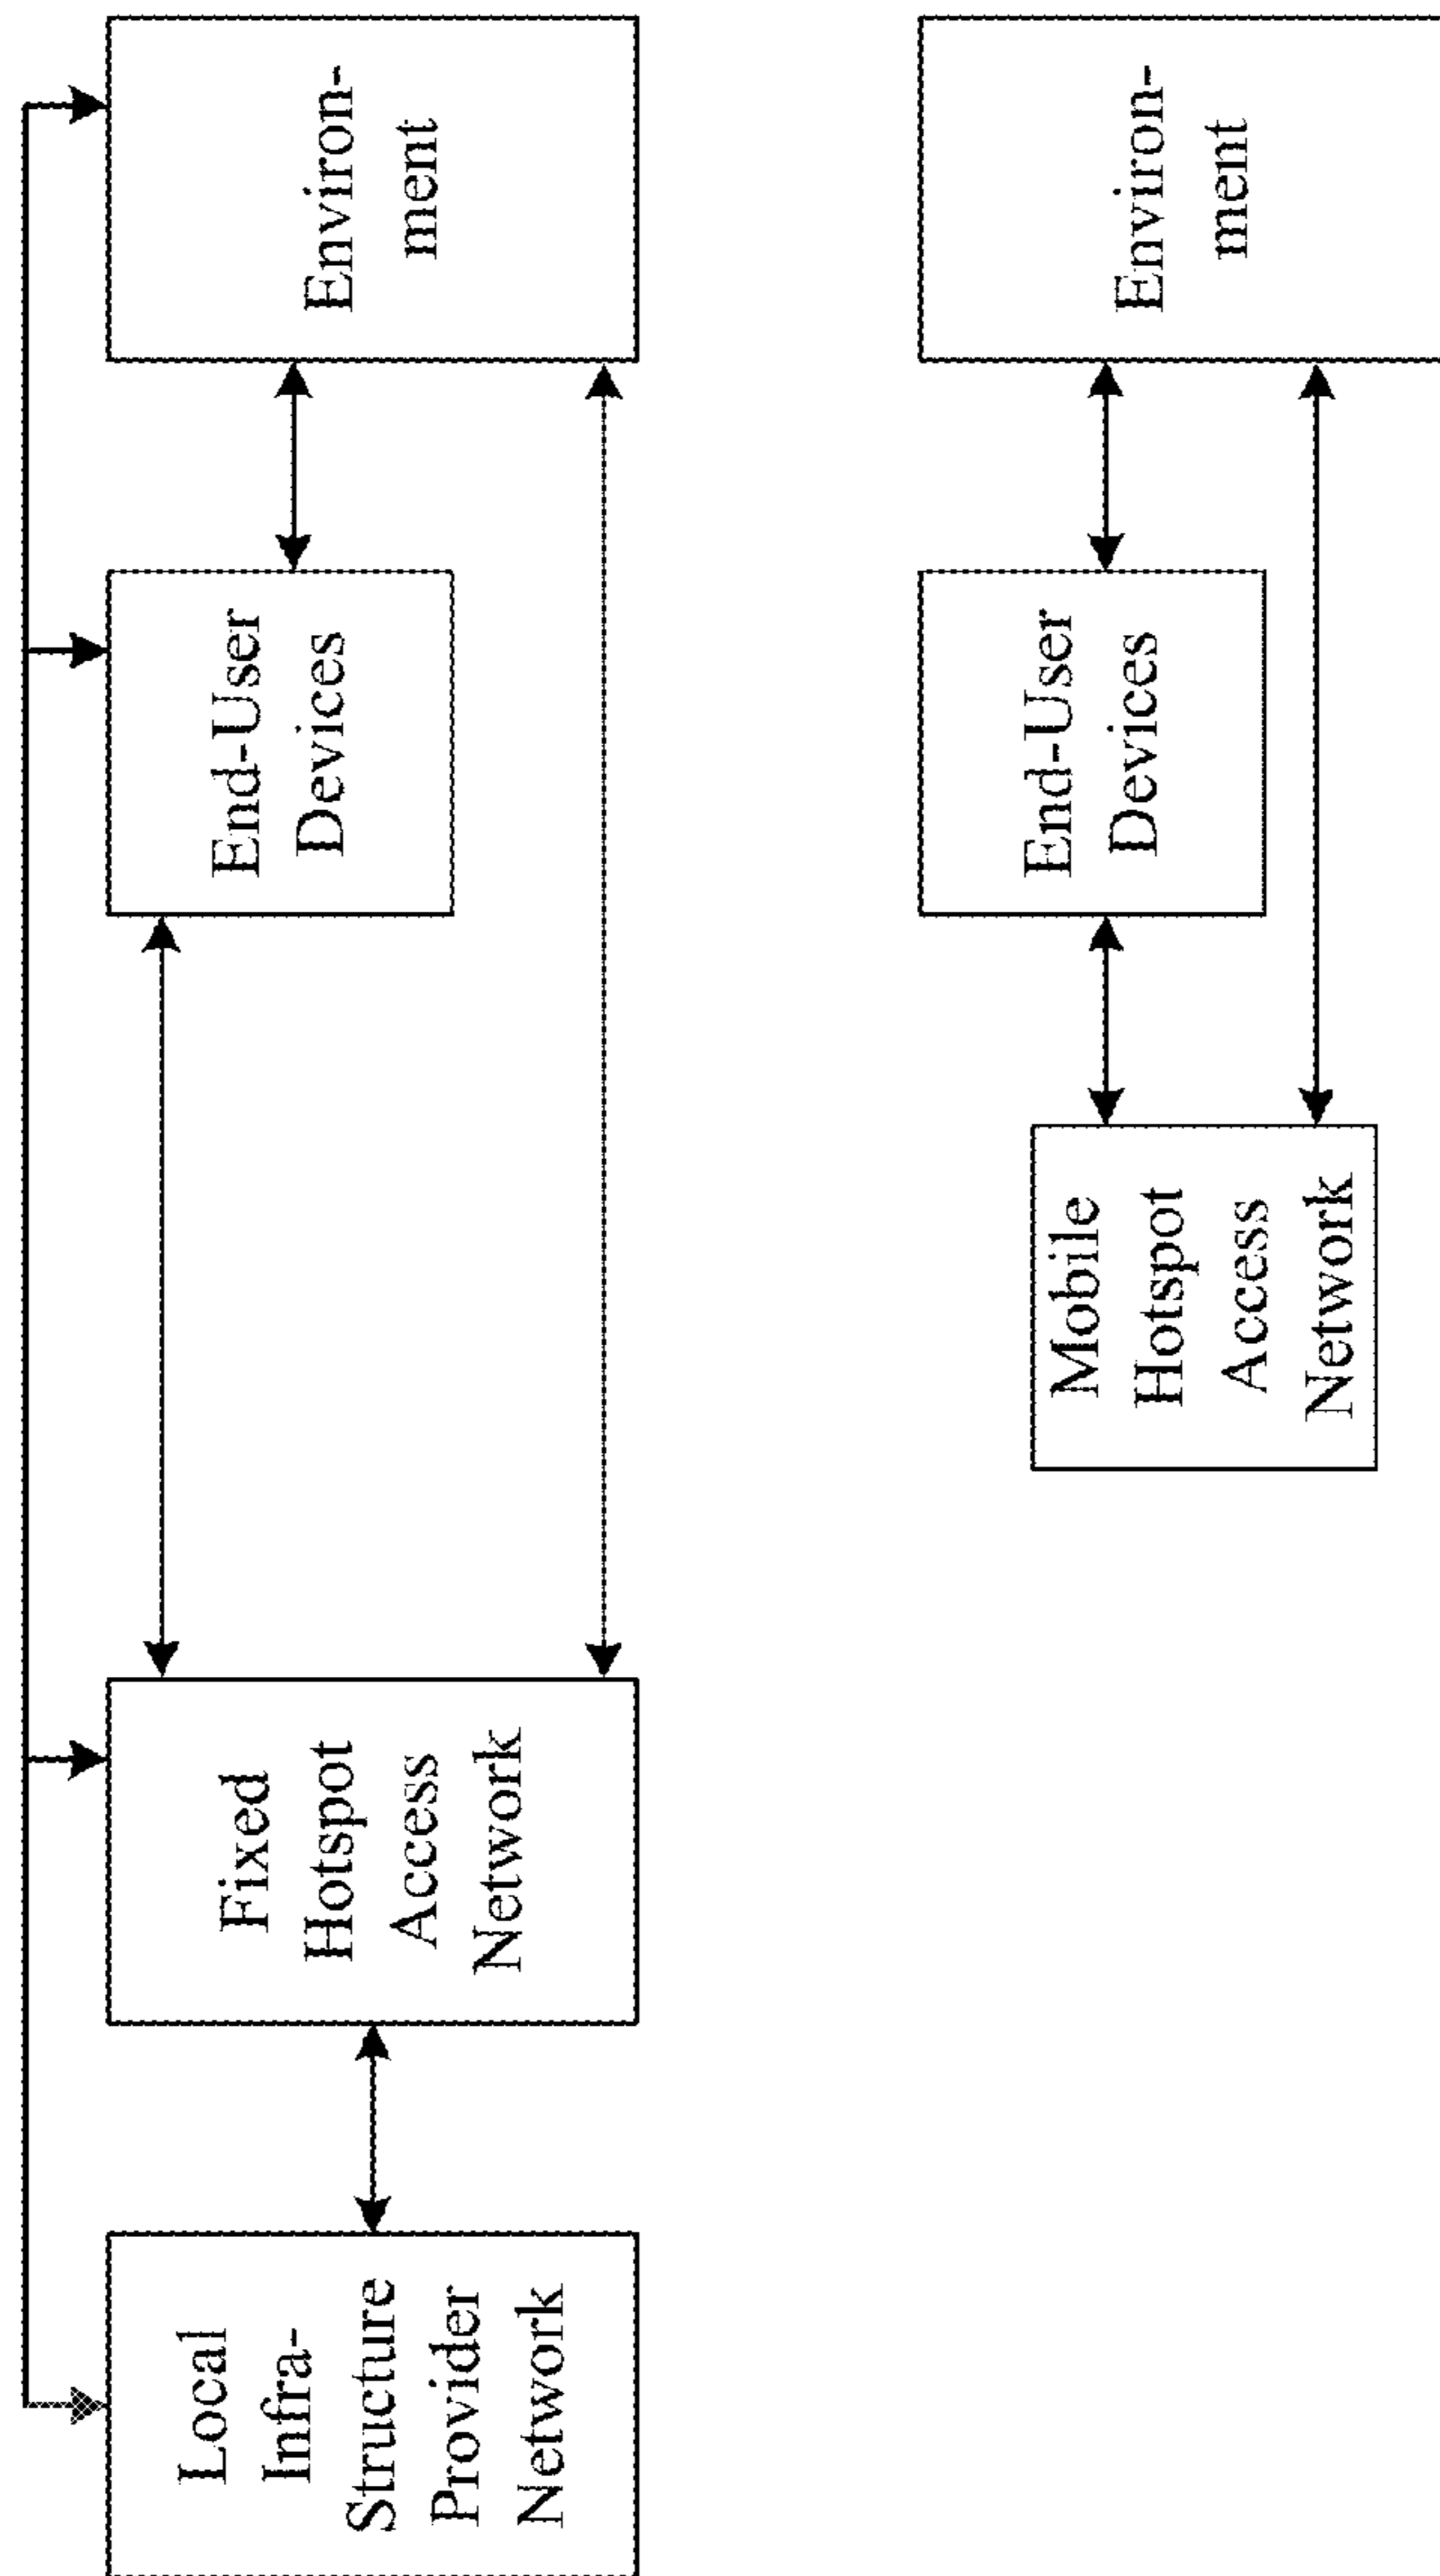 Local
Infra-
Structure
Provider
Network
Fixed
Hotspot
Access
Network
End-User
Devices
Environ-
ment
Mobile
Hotspot
Access
Network
End-User
Devices
Environ-
ment